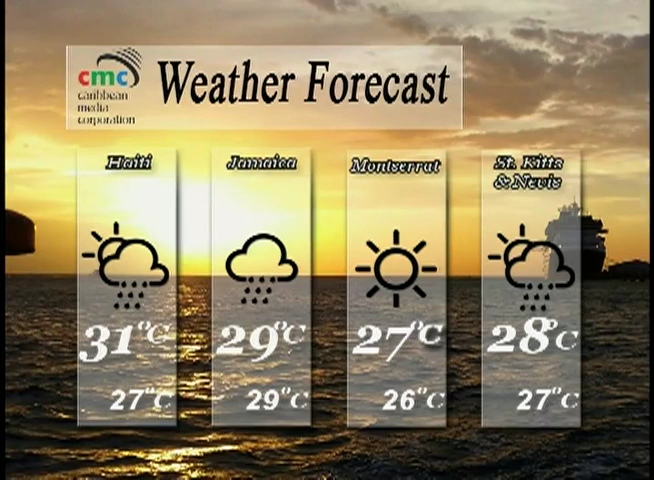 cmc
caribbean
media
corporation
Weather Forecast
Haiti
Jamaica
Montserrat
St. Kitts
& Nevis
31°C
29°C
27°C
28°C
27°C
29°C
26°C
27°C